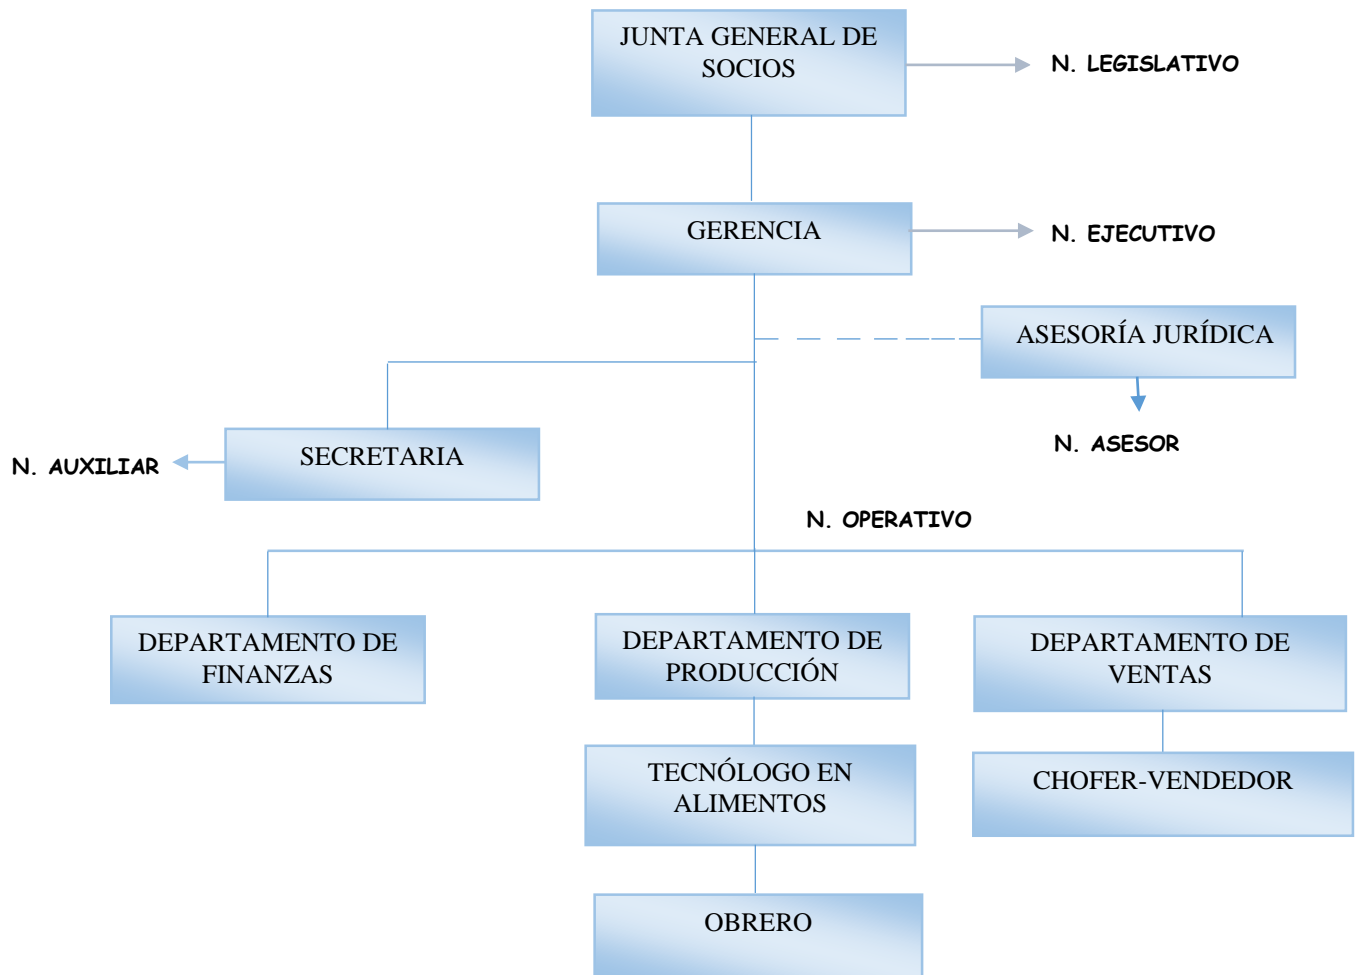 JUNTA GENERAL DE
SOCIOS
N. LEGISLATIVO
GERENCIA
N. EJECUTIVO
ASESORÍA JURÍDICA
N. ASESOR
SECRETARIA
N. AUXILIAR
N. OPERATIVO
DEPARTAMENTO DE
FINANZAS
DEPARTAMENTO DE
PRODUCCIÓN
DEPARTAMENTO DE
VENTAS
TECNÓLOGO EN
ALIMENTOS
CHOFER-VENDEDOR
OBRERO